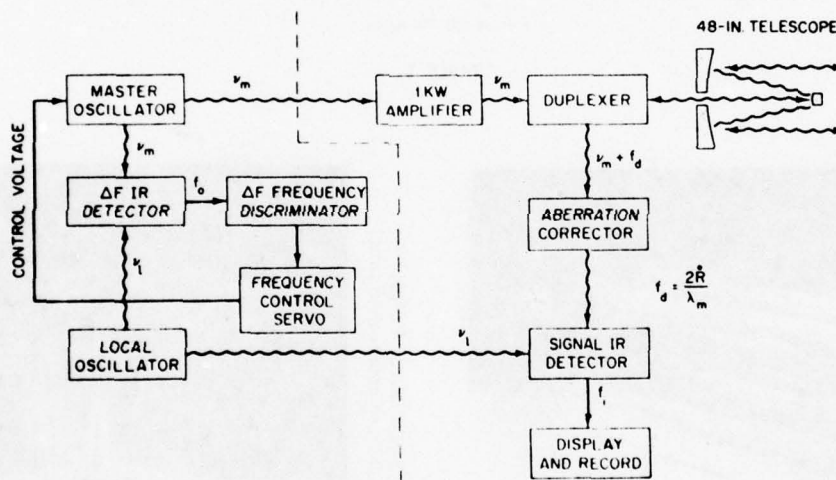 48-IN. TELESCOPE
MASTER
OSCILLATOR
ν_m
1 KW
AMPLIFIER
ν_m
DUPLEXER
ν_m
ν_m + f_d
CONTROL VOLTAGE
ΔF IR
DETECTOR
f_o
ΔF FREQUENCY
DISCRIMINATOR
ABERRATION
CORRECTOR
ν_l
FREQUENCY
CONTROL
SERVO
f_d = 2Ṙ/λ_m
LOCAL
OSCILLATOR
ν_l
SIGNAL IR
DETECTOR
f_i
DISPLAY
AND RECORD